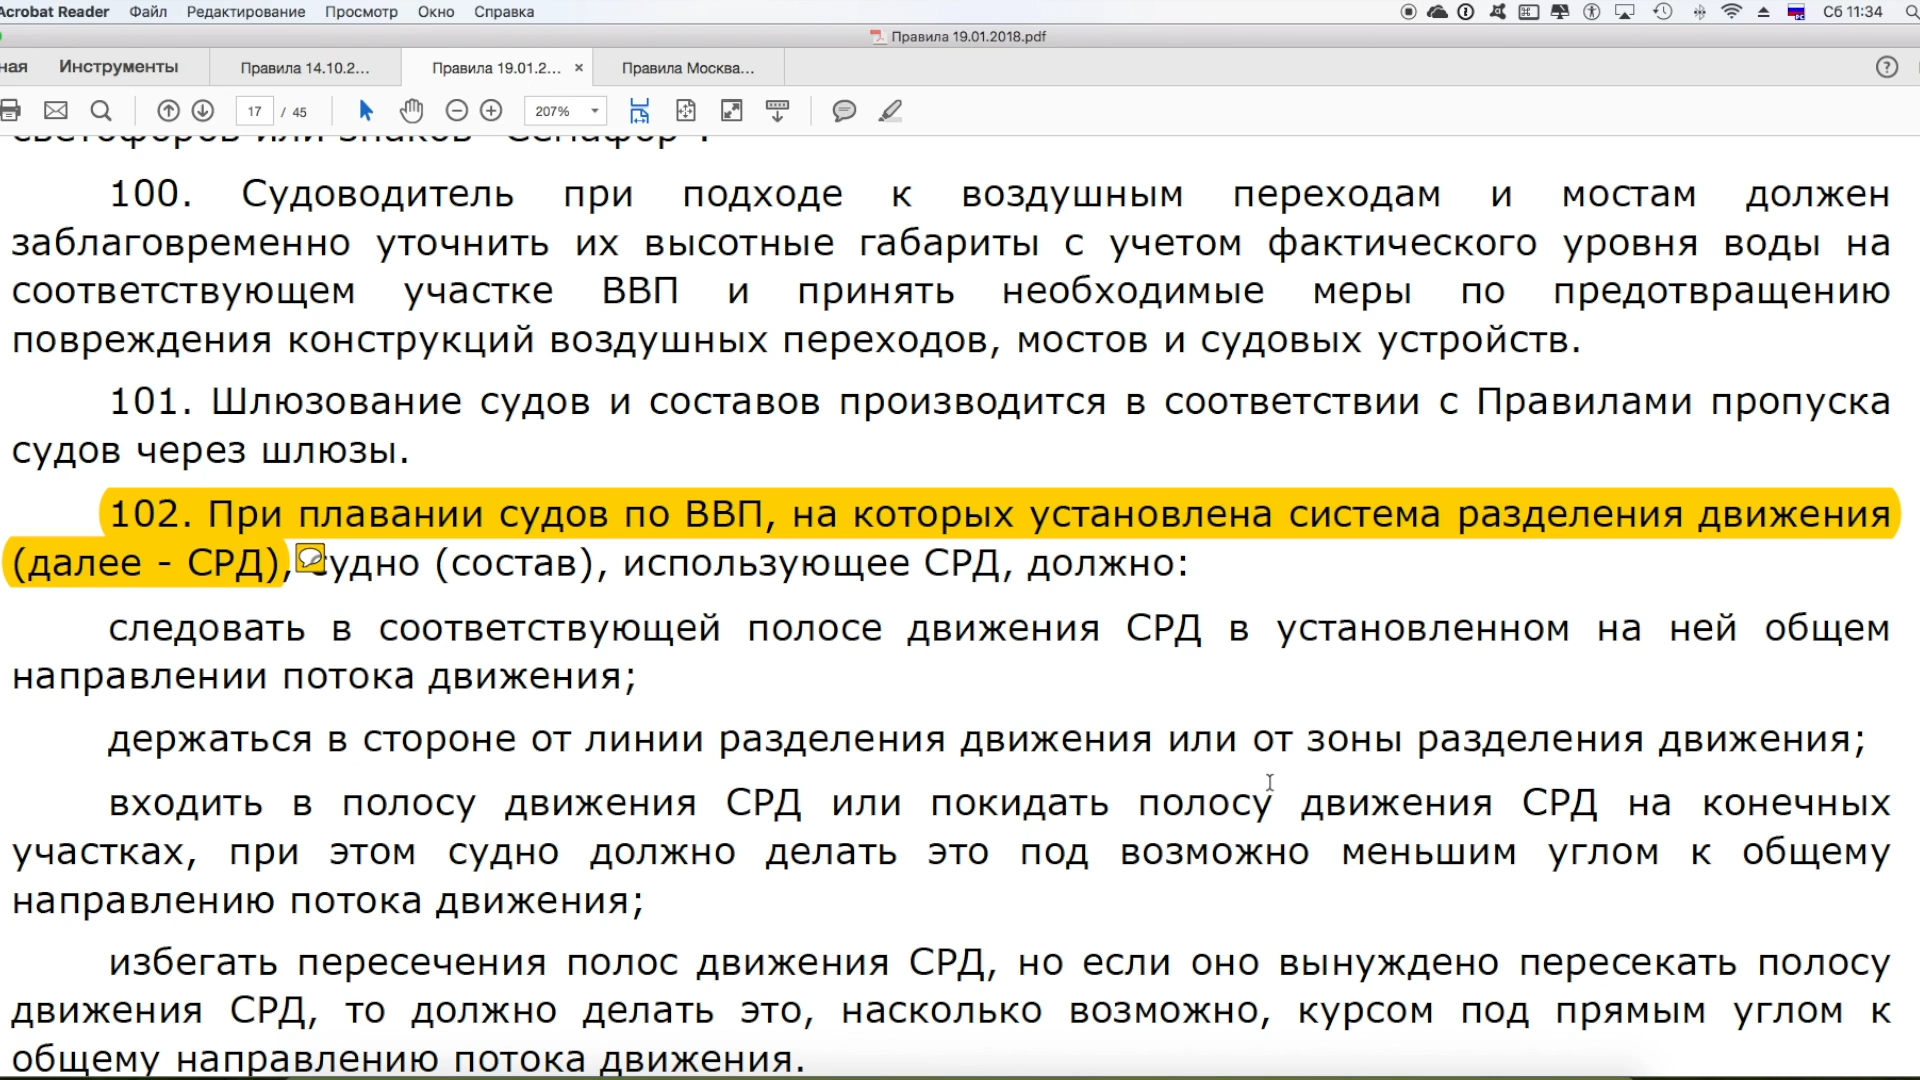 Acrobat Reader Файл Редактирование Просмотр Окно Справка Сб 11:34
Правила 19.01.2018.pdf
ная Инструменты Правила 14.10.2... Правила 19.01.2... × Правила Москва...
17 / 45 207%
светофоров или знаков "Семафор".
100. Судоводитель при подходе к воздушным переходам и мостам должен
заблаговременно уточнить их высотные габариты с учетом фактического уровня воды на
соответствующем участке ВВП и принять необходимые меры по предотвращению
повреждения конструкций воздушных переходов, мостов и судовых устройств.
101. Шлюзование судов и составов производится в соответствии с Правилами пропуска
судов через шлюзы.
102. При плавании судов по ВВП, на которых установлена система разделения движения
(далее - СРД), судно (состав), использующее СРД, должно:
следовать в соответствующей полосе движения СРД в установленном на ней общем
направлении потока движения;
держаться в стороне от линии разделения движения или от зоны разделения движения;
входить в полосу движения СРД или покидать полосу движения СРД на конечных
участках, при этом судно должно делать это под возможно меньшим углом к общему
направлению потока движения;
избегать пересечения полос движения СРД, но если оно вынуждено пересекать полосу
движения СРД, то должно делать это, насколько возможно, курсом под прямым углом к
общему направлению потока движения.